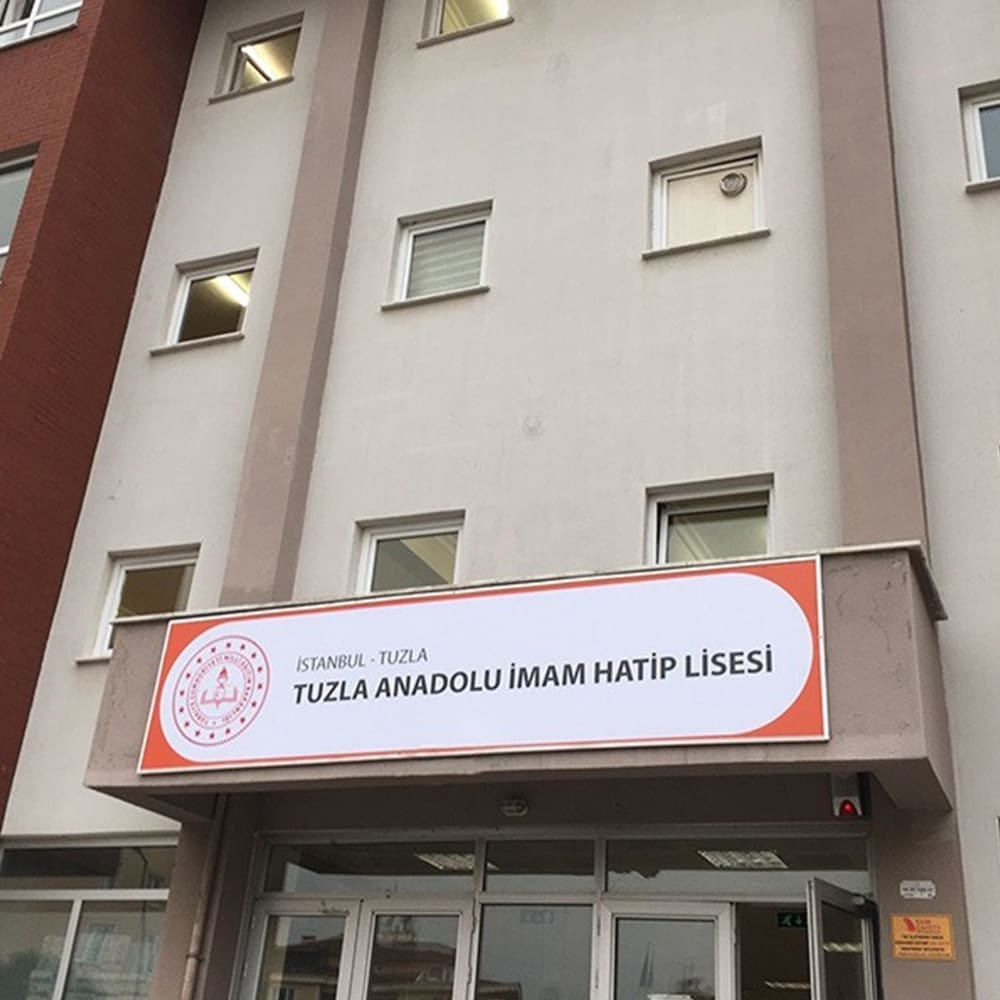 İSTANBUL - TUZLA
TUZLA ANADOLU İMAM HATİP LİSESİ